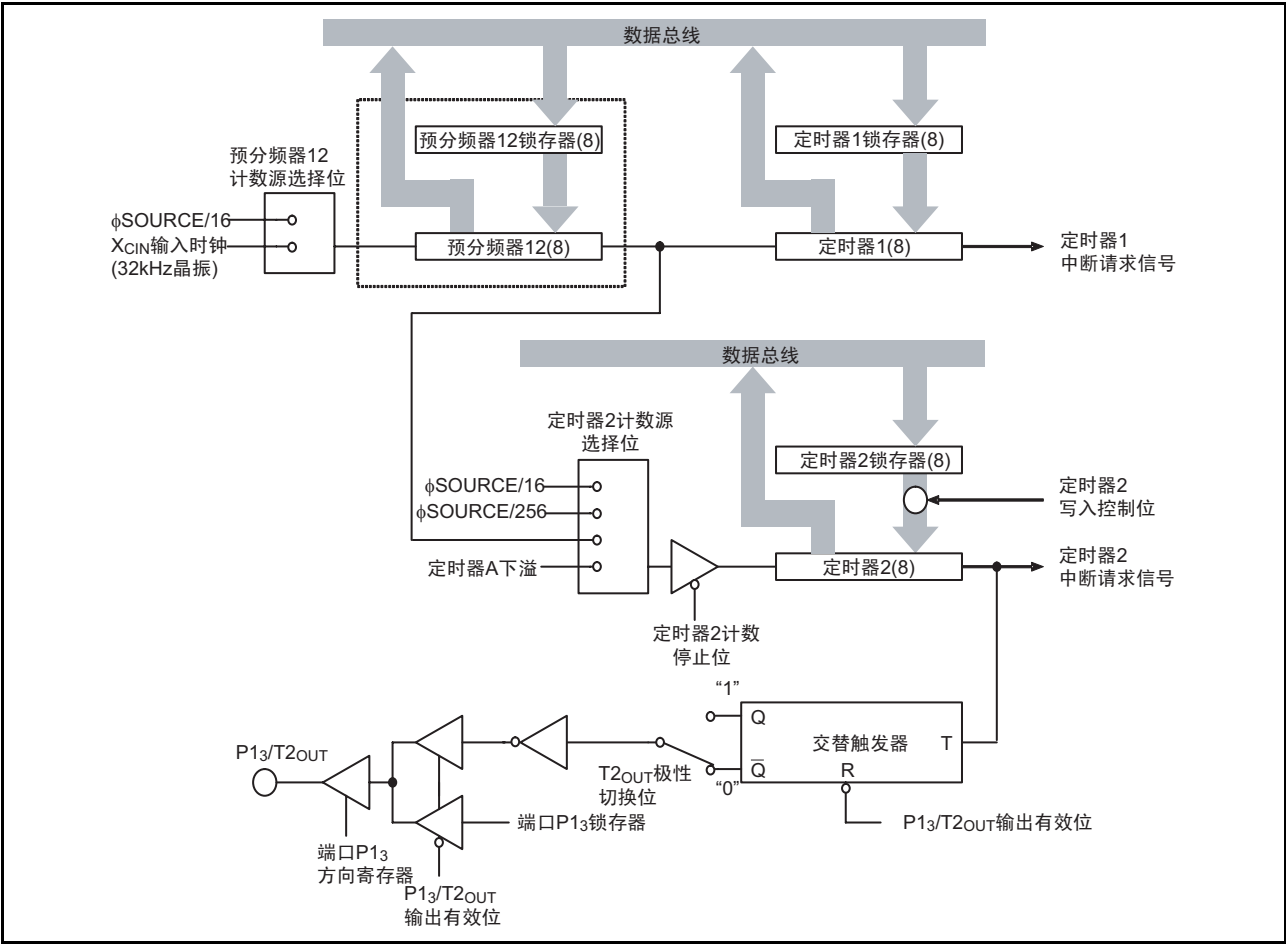 数据总线
预分频器12锁存器(8)
定时器1锁存器(8)
预分频器12
计数源选择位
φSOURCE/16
XCIN输入时钟
(32kHz晶振)
预分频器12(8)
定时器1(8)
定时器1
中断请求信号
数据总线
定时器2计数源
选择位
定时器2锁存器(8)
φSOURCE/16
φSOURCE/256
定时器2
写入控制位
定时器A下溢
定时器2(8)
定时器2
中断请求信号
定时器2计数
停止位
“1”
Q
交替触发器
T
P13/T2OUT
T2OUT极性
切换位
“0”
Q̅
R
端口P13锁存器
P13/T2OUT输出有效位
端口P13
方向寄存器
P13/T2OUT
输出有效位